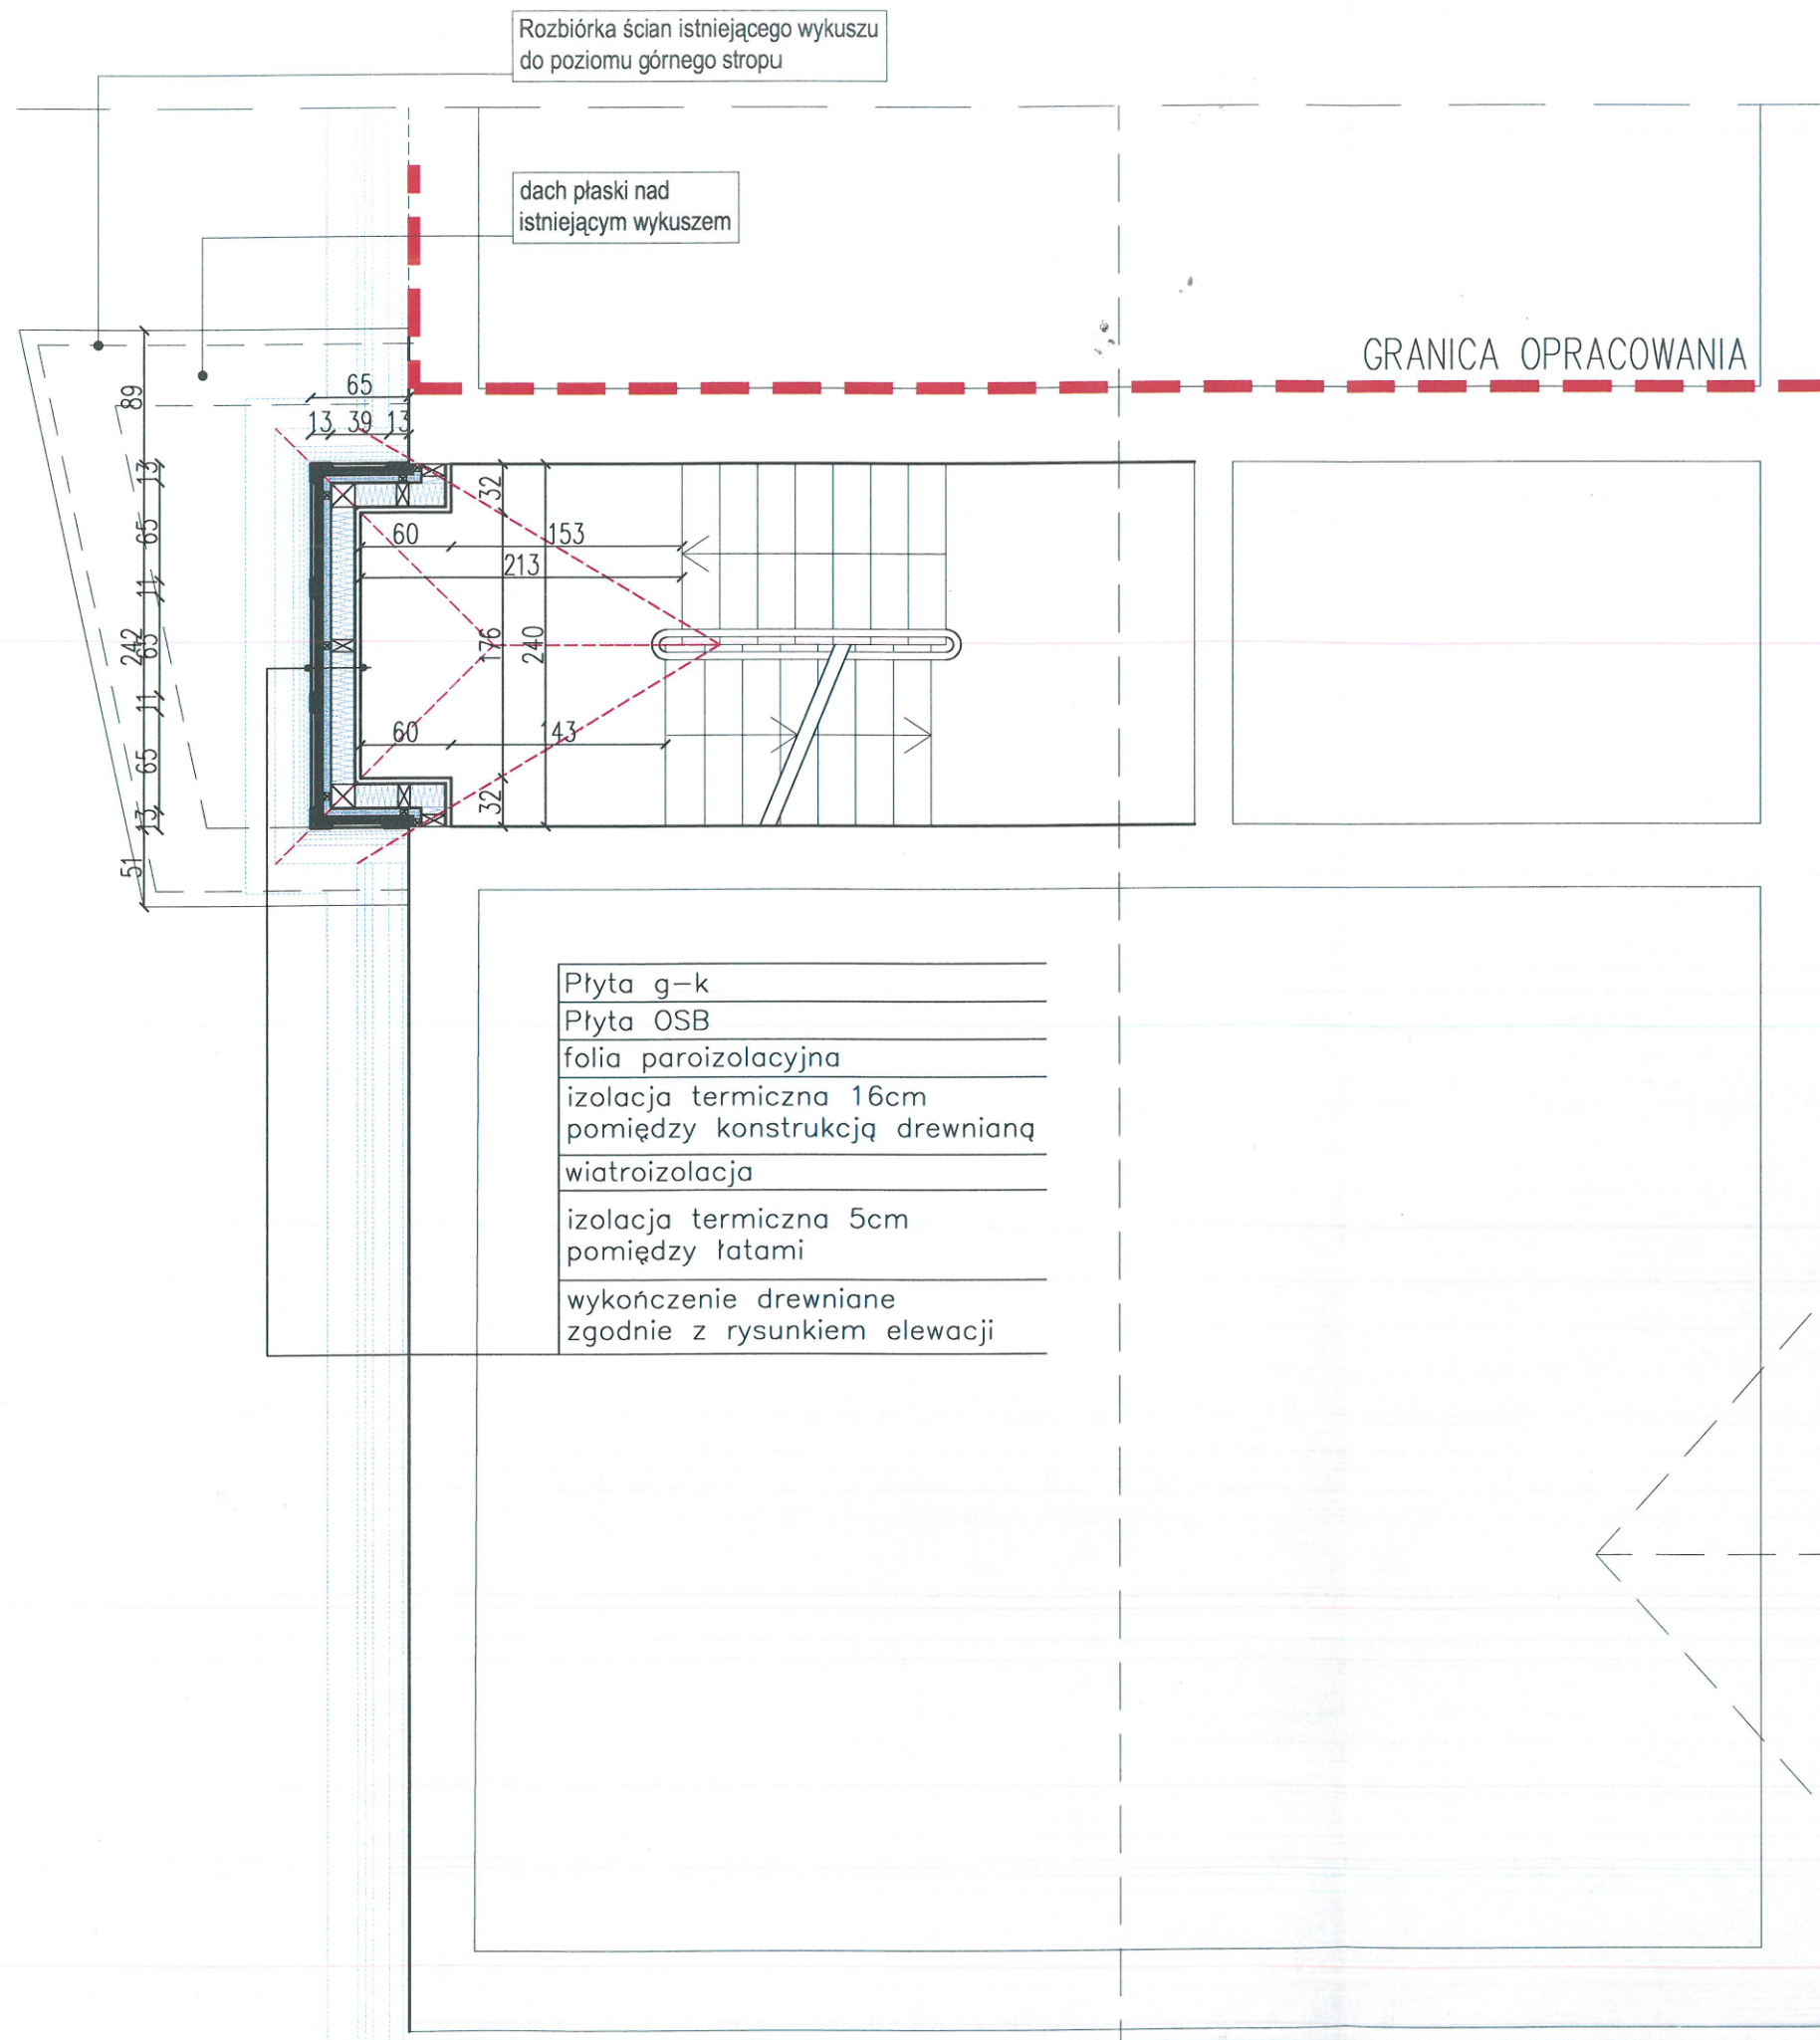 Rozbiórka ścian istniejącego wykuszu
do poziomu górnego stropu
dach płaski nad
istniejącym wykuszem
GRANICA OPRACOWANIA
65
13 39 13
89
13
65
11
242
65
11
65
13
51
32
60
153
213
176
240
60
143
32
Płyta g-k
Płyta OSB
folia paroizolacyjna
izolacja termiczna 16cm
pomiędzy konstrukcją drewnianą
wiatroizolacja
izolacja termiczna 5cm
pomiędzy łatami
wykończenie drewniane
zgodnie z rysunkiem elewacji